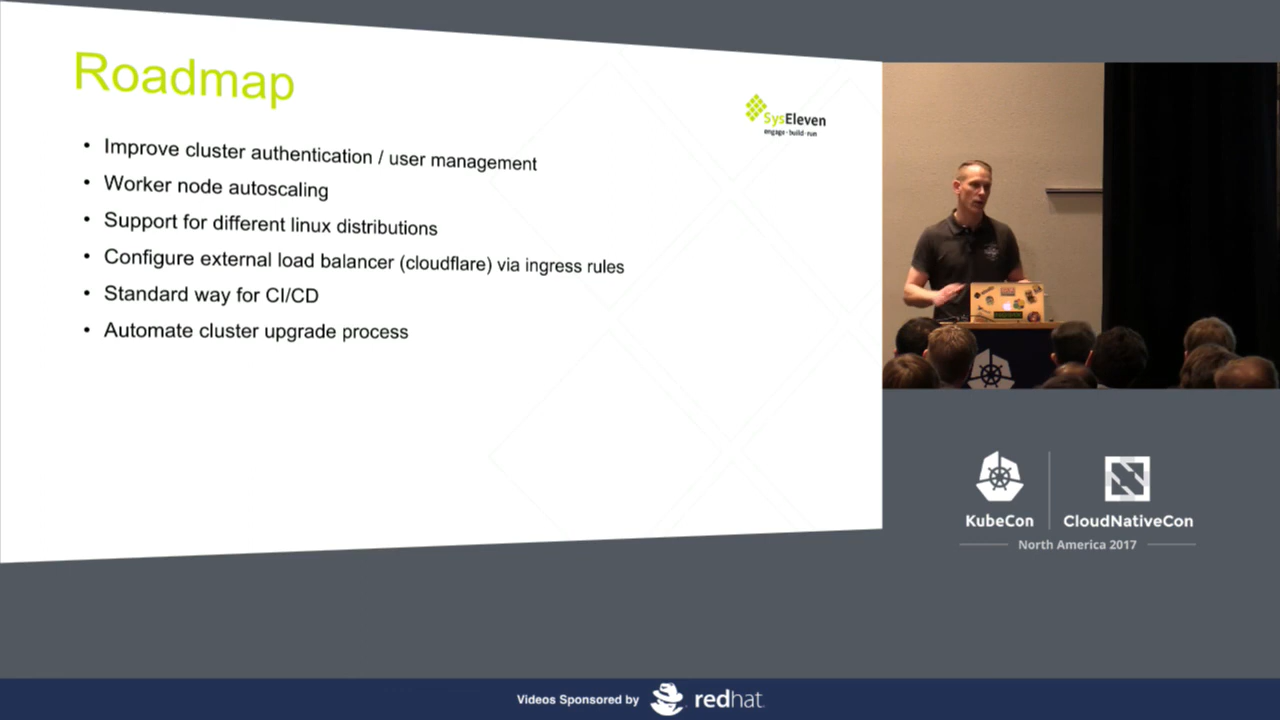 Roadmap
SysEleven
engage·build·run
• Improve cluster authentication / user management
• Worker node autoscaling
• Support for different linux distributions
• Configure external load balancer (cloudflare) via ingress rules
• Standard way for CI/CD
• Automate cluster upgrade process
KubeCon
CloudNativeCon
North America 2017
Videos Sponsored by
redhat.